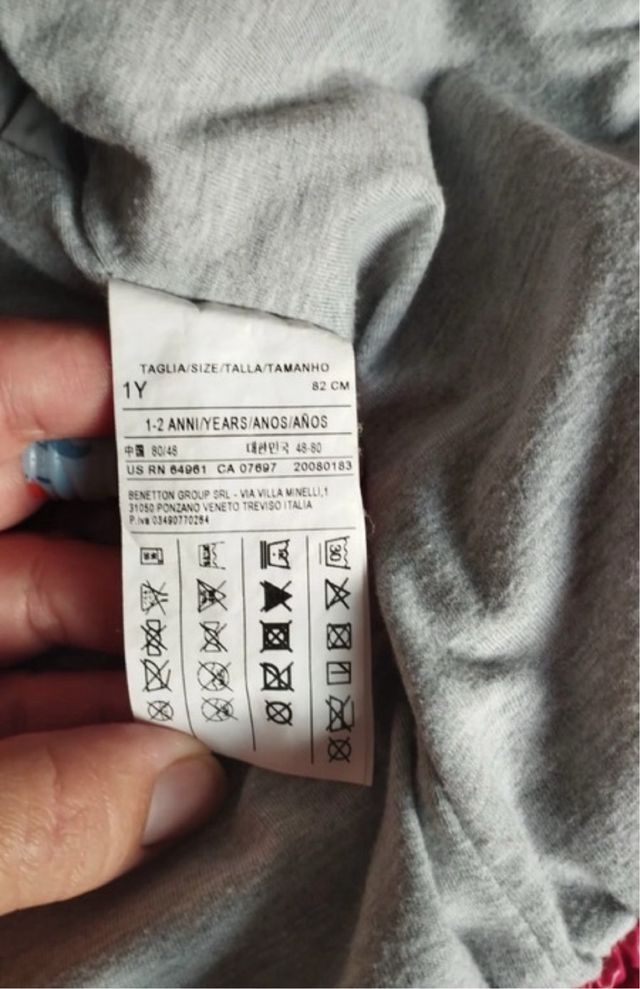 TAGLIA/SIZE/TALLA/TAMANHO
1Y 82 CM
1-2 ANNI/YEARS/ANOS/AÑOS
中国 80/48 대한민국 48-80
US RN 64961 CA 07697 20080183
BENETTON GROUP SRL - VIA VILLA MINELLI,1
31050 PONZANO VENETO TREVISO ITALIA
P.iva 03490770264
30